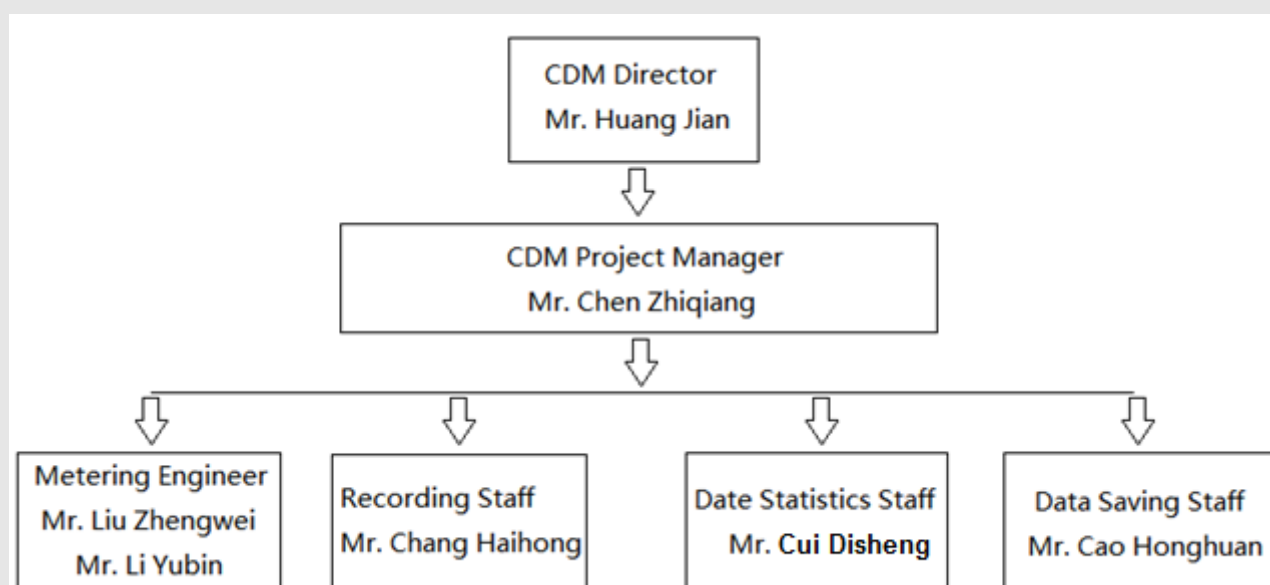 CDM Director
Mr. Huang Jian
CDM Project Manager
Mr. Chen Zhiqiang
Metering Engineer
Mr. Liu Zhengwei
Mr. Li Yubin
Recording Staff
Mr. Chang Haihong
Date Statistics Staff
Mr. Cui Disheng
Data Saving Staff
Mr. Cao Honghuan